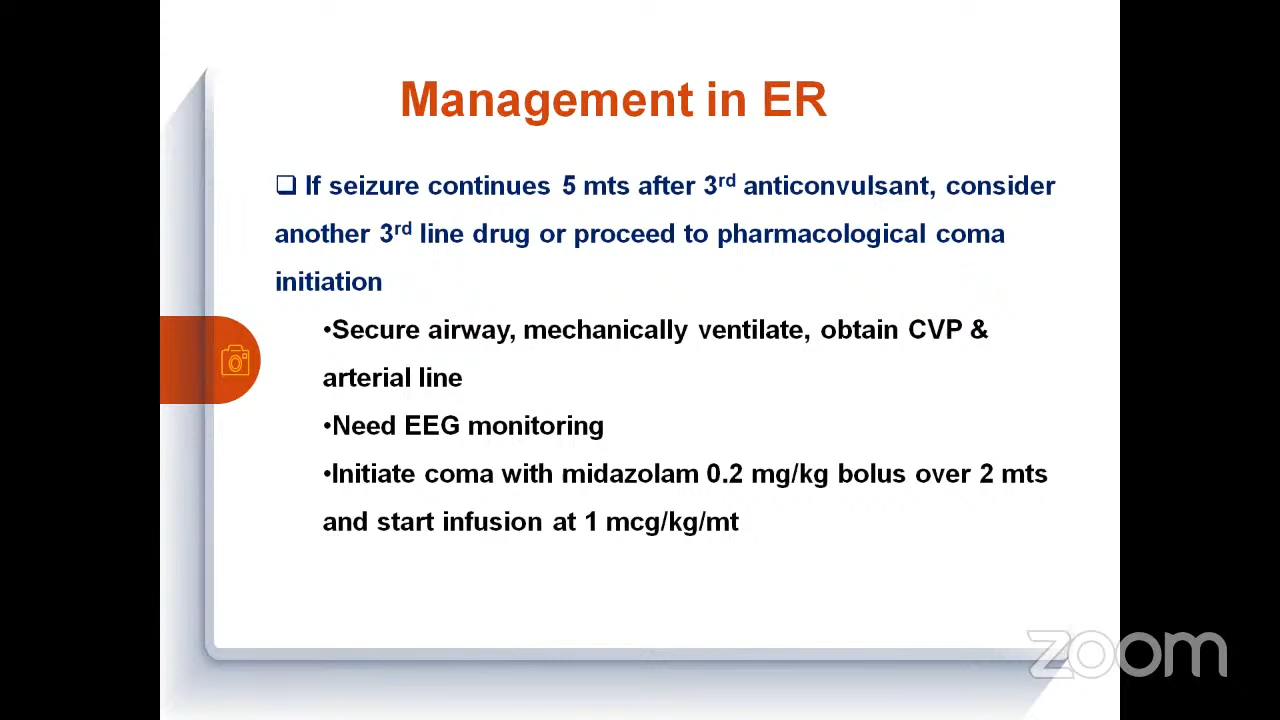 Management in ER
If seizure continues 5 mts after 3rd anticonvulsant, consider
another 3rd line drug or proceed to pharmacological coma
initiation
•Secure airway, mechanically ventilate, obtain CVP &
arterial line
•Need EEG monitoring
•Initiate coma with midazolam 0.2 mg/kg bolus over 2 mts
and start infusion at 1 mcg/kg/mt
zoom